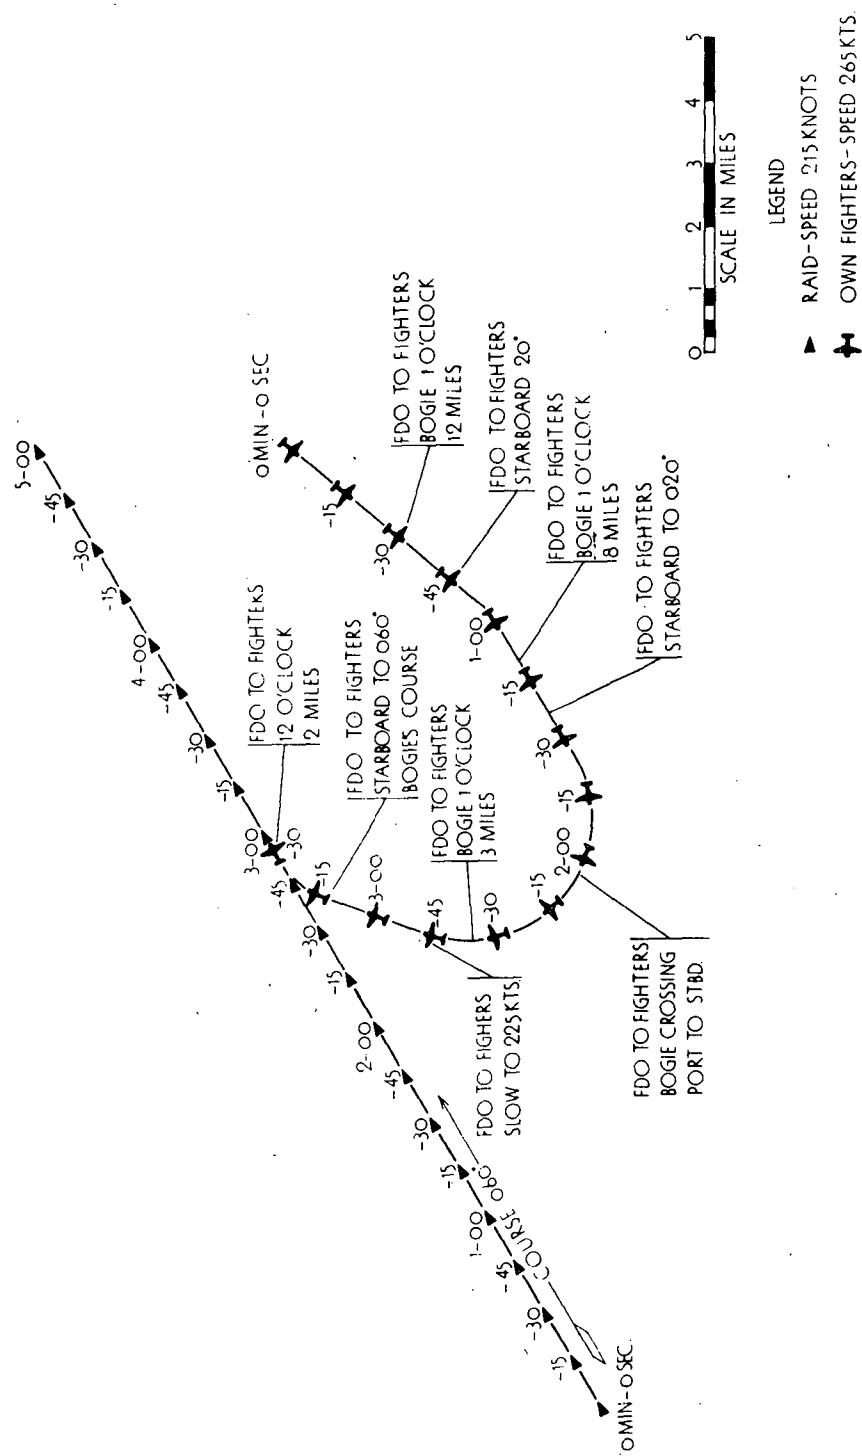 0MIN-0SEC.
-15
-30
-45
1-00
-15
-30
-45
2-00
-15
-30
-45
3-00
-15
-30
-45
4-00
-15
-30
-45
5-00
COURSE 060°
0MIN-0 SEC
-15
-30
-45
1-00
-15
-30
-15
2-00
-15
-30
-45
3-00
-15
-30
FDO TO FIGHTERS
BOGIE 1 O'CLOCK
12 MILES
FDO TO FIGHTERS
STARBOARD 20°
FDO TO FIGHTERS
BOGIE 1 O'CLOCK
8 MILES
FDO TO FIGHTERS
STARBOARD TO 020°
FDO TO FIGHTERS
BOGIE CROSSING
PORT TO STBD.
FDO TO FIGHTERS
BOGIE 1 O'CLOCK
3 MILES
FDO TO FIGHERS
SLOW TO 225KTS.
FDO TO FIGHTERS
STARBOARD TO 060°
BOGIES COURSE
FDO TO FIGHTERS
12 O'CLOCK
2 MILES
0 1 2 3 4 5
SCALE IN MILES
LEGEND
RAID-SPEED 215 KNOTS
OWN FIGHTERS-SPEED 265KTS.